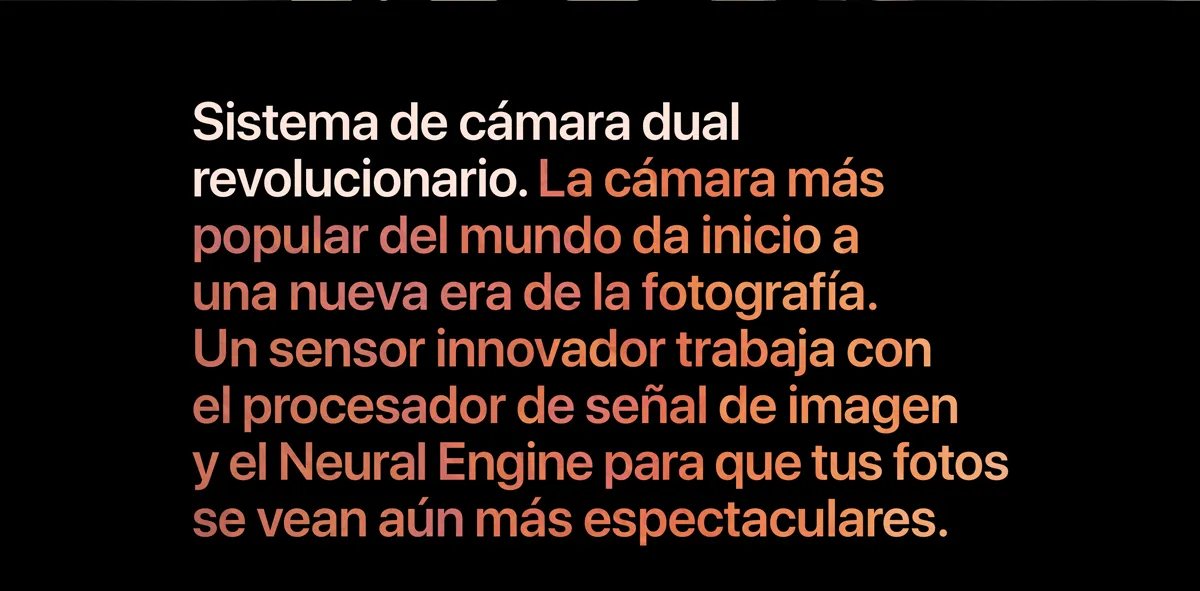 Sistema de cámara dual
revolucionario. La cámara más
popular del mundo da inicio a
una nueva era de la fotografía.
Un sensor innovador trabaja con
el procesador de señal de imagen
y el Neural Engine para que tus fotos
se vean aún más espectaculares.